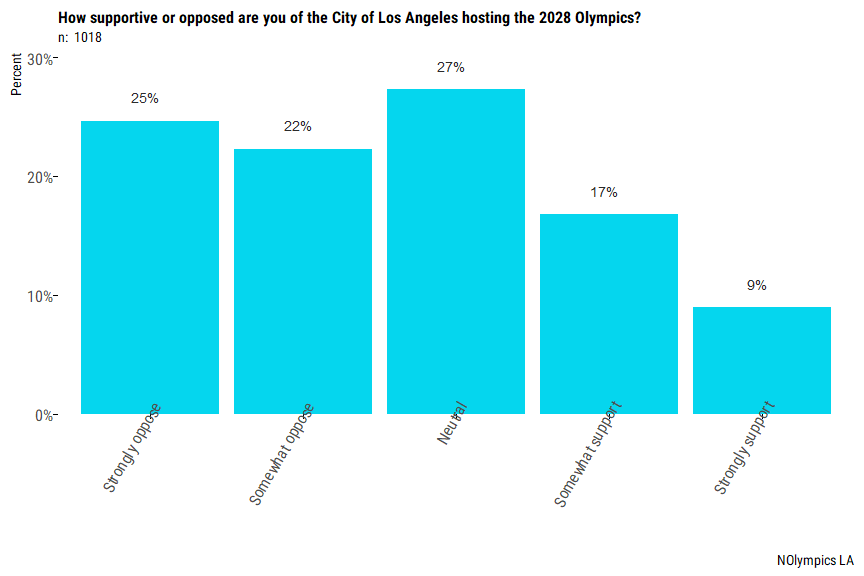 How supportive or opposed are you of the City of Los Angeles hosting the 2028 Olympics?
n: 1018
Percent
30%
20%
10%
0%
25%
22%
27%
17%
9%
Strongly oppose
Somewhat oppose
Neutral
Somewhat support
Strongly support
NOlympics LA